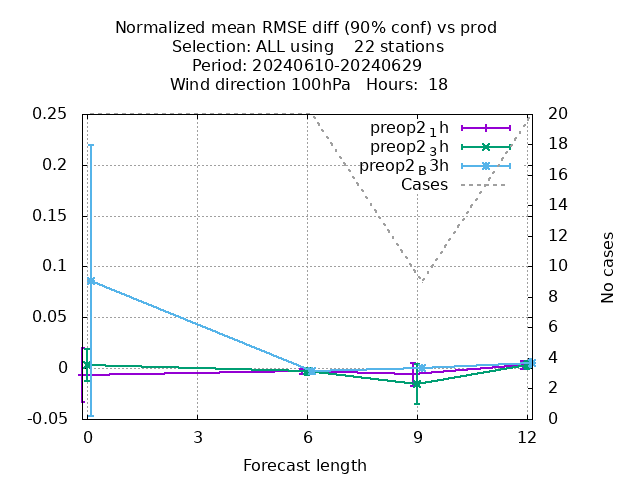 Normalized mean RMSE diff (90% conf) vs prod
Selection: ALL using    22 stations
Period: 20240610-20240629
Wind direction 100hPa   Hours:  18
0.25
0.2
0.15
0.1
0.05
0
-0.05
20
18
16
14
12
10
8
6
4
2
0
No cases
preop2 1h
preop2 3h
preop2 B3h
Cases
0
3
6
9
12
Forecast length